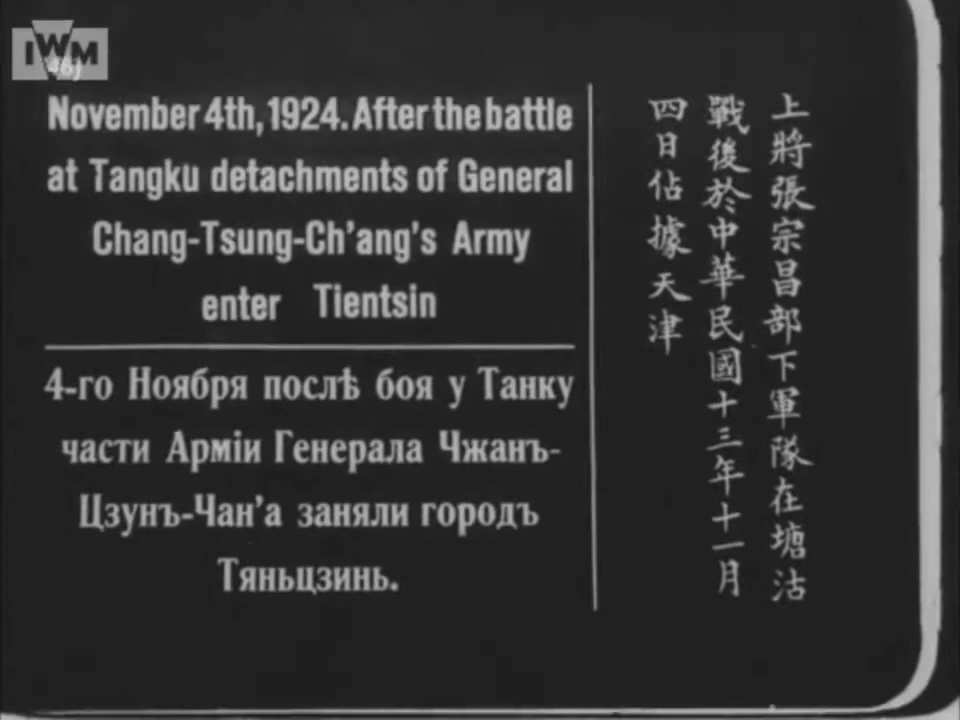 IWM
November 4th, 1924. After the battle
at Tangku detachments of General
Chang-Tsung-Ch'ang's Army
enter Tientsin
4-го Ноября послѣ боя у Танку
части Арміи Генерала Чжанъ-
Цзунъ-Чан'а заняли городъ
Тяньцзинь.
上將張宗昌部下軍隊在塘沽
戰後於中華民國十三年十一月
四日佔據天津